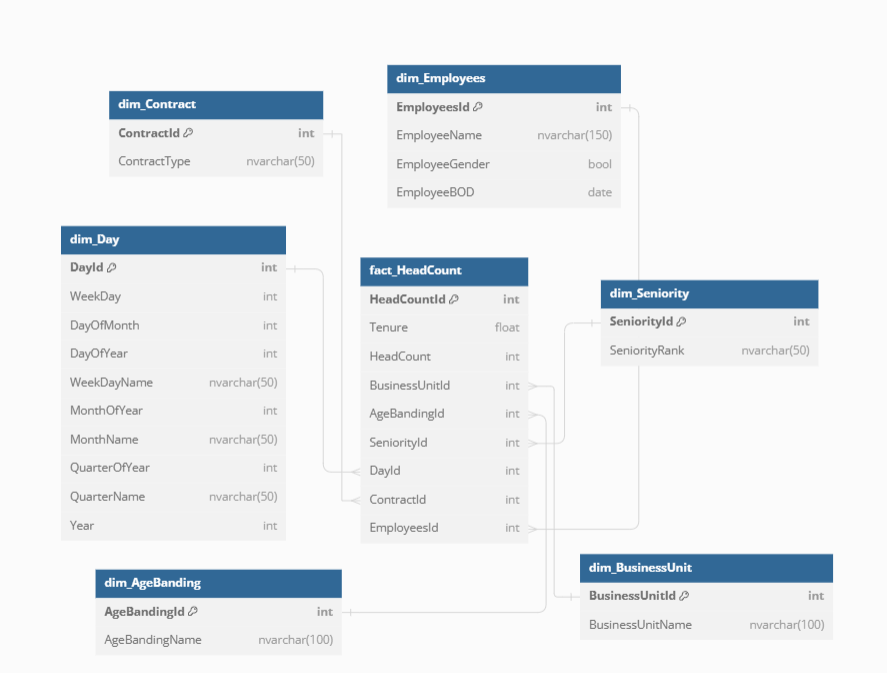 dim_Employees
EmployeesId int
EmployeeName nvarchar(150)
EmployeeGender bool
EmployeeBOD date
dim_Contract
ContractId int
ContractType nvarchar(50)
dim_Day
DayId int
WeekDay int
DayOfMonth int
DayOfYear int
WeekDayName nvarchar(50)
MonthOfYear int
MonthName nvarchar(50)
QuarterOfYear int
QuarterName nvarchar(50)
Year int
fact_HeadCount
HeadCountId int
Tenure float
HeadCount int
BusinessUnitId int
AgeBandingId int
SeniorityId int
DayId int
ContractId int
EmployeesId int
dim_Seniority
SeniorityId int
SeniorityRank nvarchar(50)
dim_AgeBanding
AgeBandingId int
AgeBandingName nvarchar(100)
dim_BusinessUnit
BusinessUnitId int
BusinessUnitName nvarchar(100)